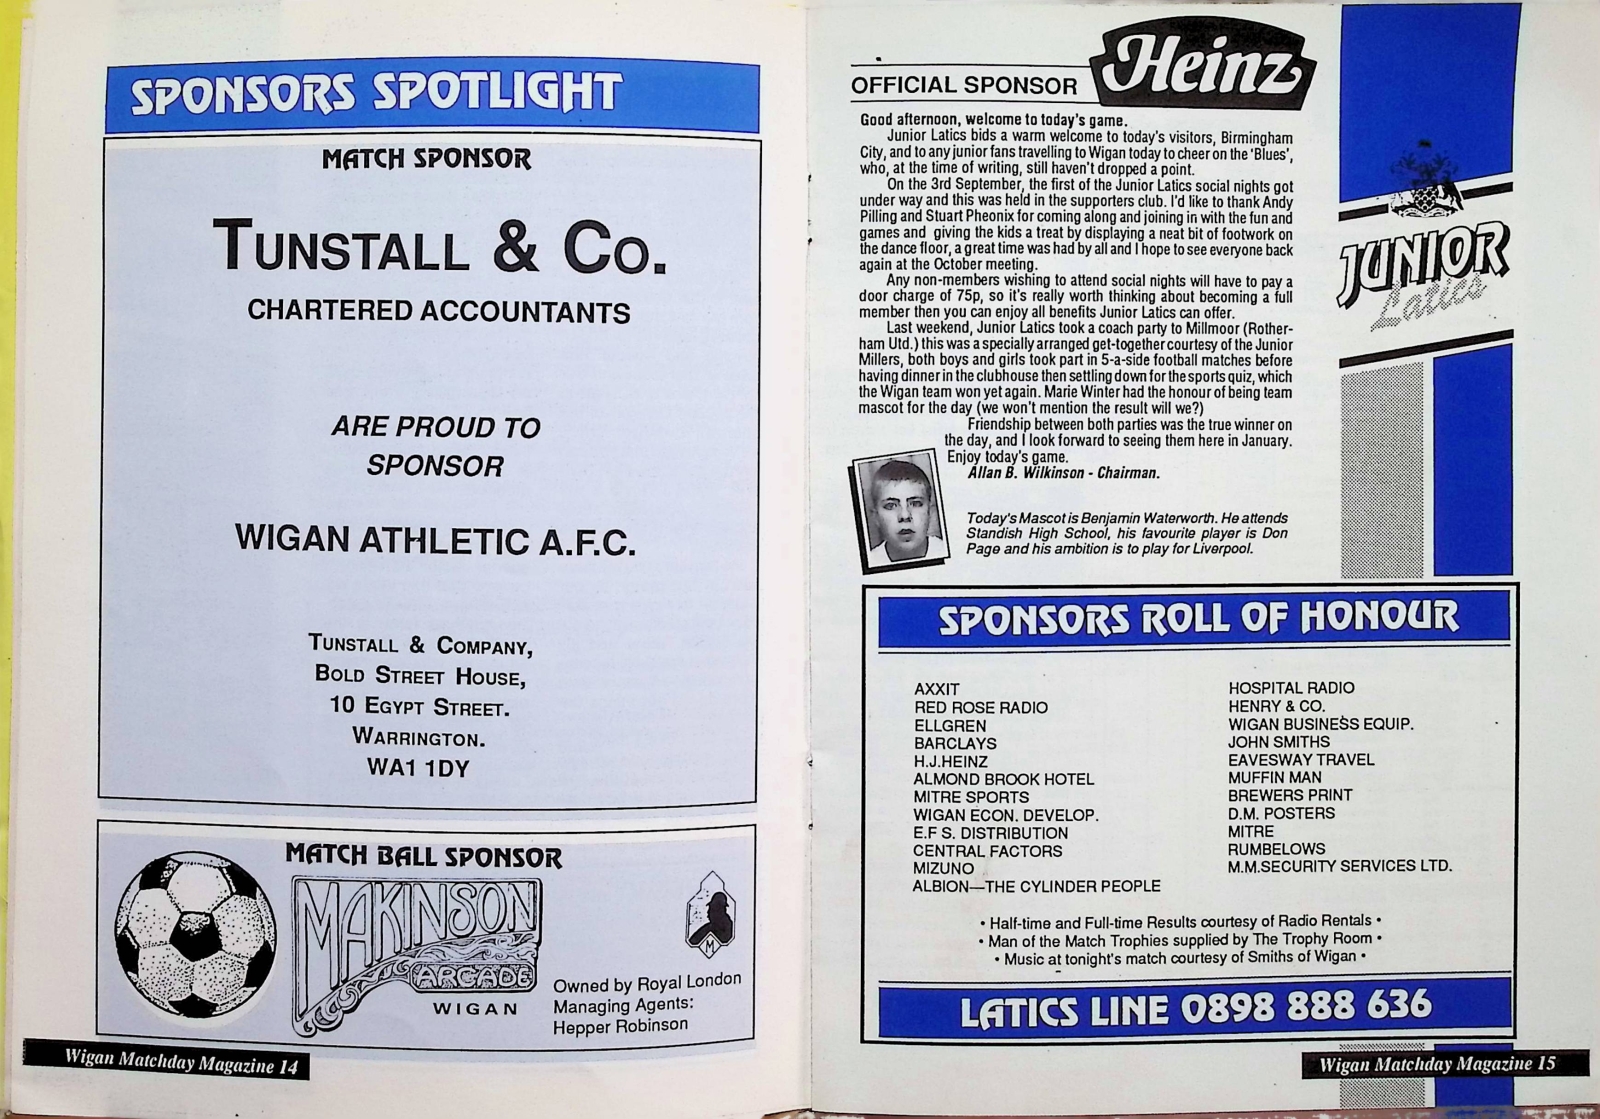 SPONSORS SPOTLIGHT
MATCH SPONSOR
TUNSTALL & CO.
CHARTERED ACCOUNTANTS
ARE PROUD TO
SPONSOR
WIGAN ATHLETIC A.F.C.
TUNSTALL & COMPANY,
BOLD STREET HOUSE,
10 EGYPT STREET.
WARRINGTON.
WA1 1DY
MATCH BALL SPONSOR
MAKINSON
ARCADE
WIGAN
M
Owned by Royal London
Managing Agents:
Hepper Robinson
Wigan Matchday Magazine 14
OFFICIAL SPONSOR
Heinz
Good afternoon, welcome to today's game.
Junior Latics bids a warm welcome to today's visitors, Birmingham
City, and to any junior fans travelling to Wigan today to cheer on the 'Blues',
who, at the time of writing, still haven't dropped a point.
On the 3rd September, the first of the Junior Latics social nights got
under way and this was held in the supporters club. I'd like to thank Andy
Pilling and Stuart Pheonix for coming along and joining in with the fun and
games and giving the kids a treat by displaying a neat bit of footwork on
the dance floor, a great time was had by all and I hope to see everyone back
again at the October meeting.
Any non-members wishing to attend social nights will have to pay a
door charge of 75p, so it's really worth thinking about becoming a full
member then you can enjoy all benefits Junior Latics can offer.
Last weekend, Junior Latics took a coach party to Millmoor (Rother-
ham Utd.) this was a specially arranged get-together courtesy of the Junior
Millers, both boys and girls took part in 5-a-side football matches before
having dinner in the clubhouse then settling down for the sports quiz, which
the Wigan team won yet again. Marie Winter had the honour of being team
mascot for the day (we won't mention the result will we?)
Friendship between both parties was the true winner on
the day, and I look forward to seeing them here in January.
Enjoy today's game.
Allan B. Wilkinson - Chairman.
Today's Mascot is Benjamin Waterworth. He attends
Standish High School, his favourite player is Don
Page and his ambition is to play for Liverpool.
JUNIOR
Latics
SPONSORS ROLL OF HONOUR
AXXIT
RED ROSE RADIO
ELLGREN
BARCLAYS
H.J.HEINZ
ALMOND BROOK HOTEL
MITRE SPORTS
WIGAN ECON. DEVELOP.
E.F S. DISTRIBUTION
CENTRAL FACTORS
MIZUNO
ALBION—THE CYLINDER PEOPLE
HOSPITAL RADIO
HENRY & CO.
WIGAN BUSINESS EQUIP.
JOHN SMITHS
EAVESWAY TRAVEL
MUFFIN MAN
BREWERS PRINT
D.M. POSTERS
MITRE
RUMBELOWS
M.M.SECURITY SERVICES LTD.
• Half-time and Full-time Results courtesy of Radio Rentals •
• Man of the Match Trophies supplied by The Trophy Room •
• Music at tonight's match courtesy of Smiths of Wigan •
LATICS LINE 0898 888 636
Wigan Matchday Magazine 15